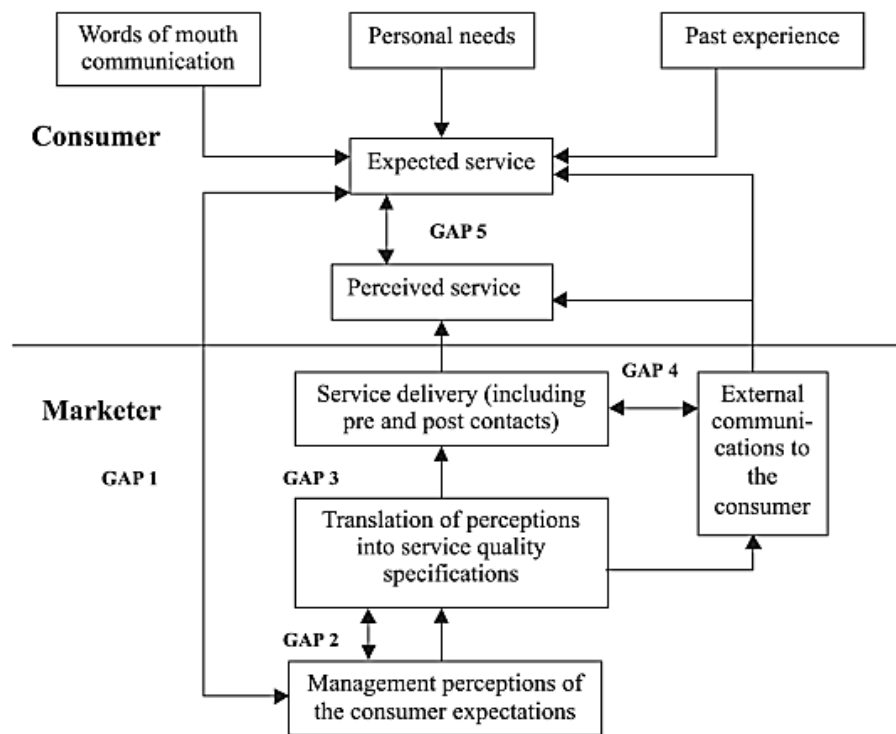 Words of mouth
communication
Personal needs
Past experience
Consumer
Expected service
GAP 5
Perceived service
GAP 4
Marketer
Service delivery (including
pre and post contacts)
External
communi-
cations to
the
consumer
GAP 1
GAP 3
Translation of perceptions
into service quality
specifications
GAP 2
Management perceptions of
the consumer expectations